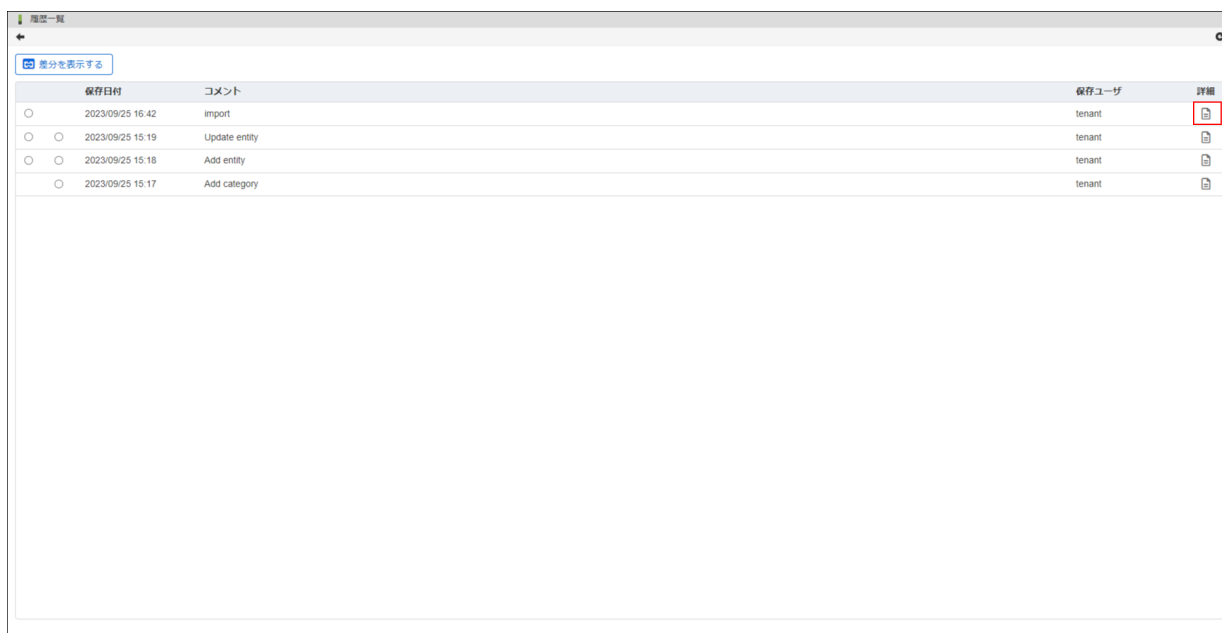 履歴一覧
差分を表示する
保存日付 コメント 保存ユーザ 詳細
2023/09/25 16:42 import tenant
2023/09/25 15:19 Update entity tenant
2023/09/25 15:18 Add entity tenant
2023/09/25 15:17 Add category tenant